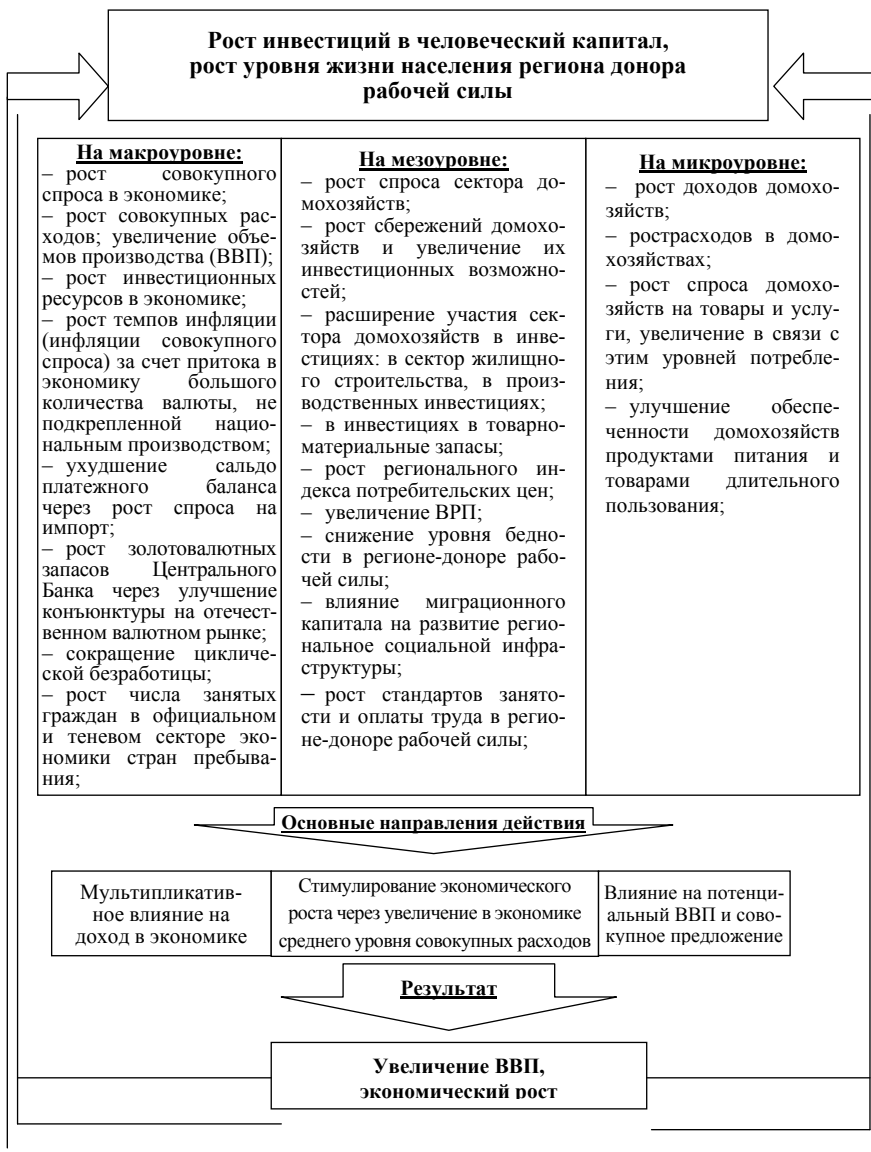 Рост инвестиций в человеческий капитал,
рост уровня жизни населения региона донора
рабочей силы
На макроуровне:
– рост совокупного
спроса в экономике;
– рост совокупных рас-
ходов; увеличение объе-
мов производства (ВВП);
– рост инвестиционных
ресурсов в экономике;
– рост темпов инфляции
(инфляции совокупного
спроса) за счет притока в
экономику большого
количества валюты, не
подкрепленной нацио-
нальным производством;
– ухудшение сальдо
платежного баланса
через рост спроса на
импорт;
– рост золотовалютных
запасов Центрального
Банка через улучшение
конъюнктуры на отечест-
венном валютном рынке;
– сокращение цикличе-
ской безработицы;
– рост числа занятых
граждан в официальном
и теневом секторе эко-
номики стран пребыва-
ния;
На мезоуровне:
– рост спроса сектора до-
мохозяйств;
– рост сбережений домохо-
зяйств и увеличение их
инвестиционных возможно-
стей;
– расширение участия сек-
тора домохозяйств в инве-
стициях: в сектор жилищно-
го строительства, в произ-
водственных инвестициях;
– в инвестициях в товарно-
материальные запасы;
– рост регионального ин-
декса потребительских цен;
– увеличение ВРП;
– снижение уровня бедно-
сти в регионе-доноре рабо-
чей силы;
– влияние миграционного
капитала на развитие регио-
нальное социальной инфра-
структуры;
– рост стандартов занято-
сти и оплаты труда в регио-
не-доноре рабочей силы;
На микроуровне:
– рост доходов домохо-
зяйств;
– рострасходов в домо-
хозяйствах;
– рост спроса домохо-
зяйств на товары и услу-
ги, увеличение в связи с
этим уровней потребле-
ния;
– улучшение обеспе-
ченности домохозяйств
продуктами питания и
товарами длительного
пользования;
Основные направления действия
Мультипликатив-
ное влияние на
доход в экономике
Стимулирование экономического
роста через увеличение в экономике
среднего уровня совокупных расходов
Влияние на потенци-
альный ВВП и сово-
купное предложение
Результат
Увеличение ВВП,
экономический рост